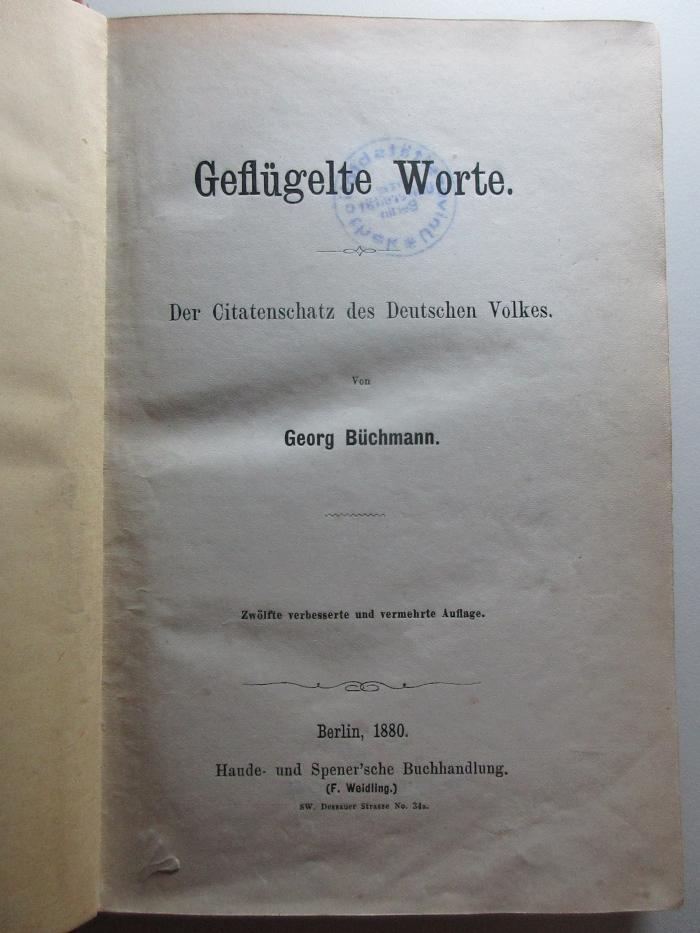 Geflügelte Worte.
Der Citatenschatz des Deutschen Volkes.
Von
Georg Büchmann.
Zwölfte verbesserte und vermehrte Auflage.
Berlin, 1880.
Haude- und Spener'sche Buchhandlung.
(F. Weidling.)
SW. Dessauer Strasse No. 34a.